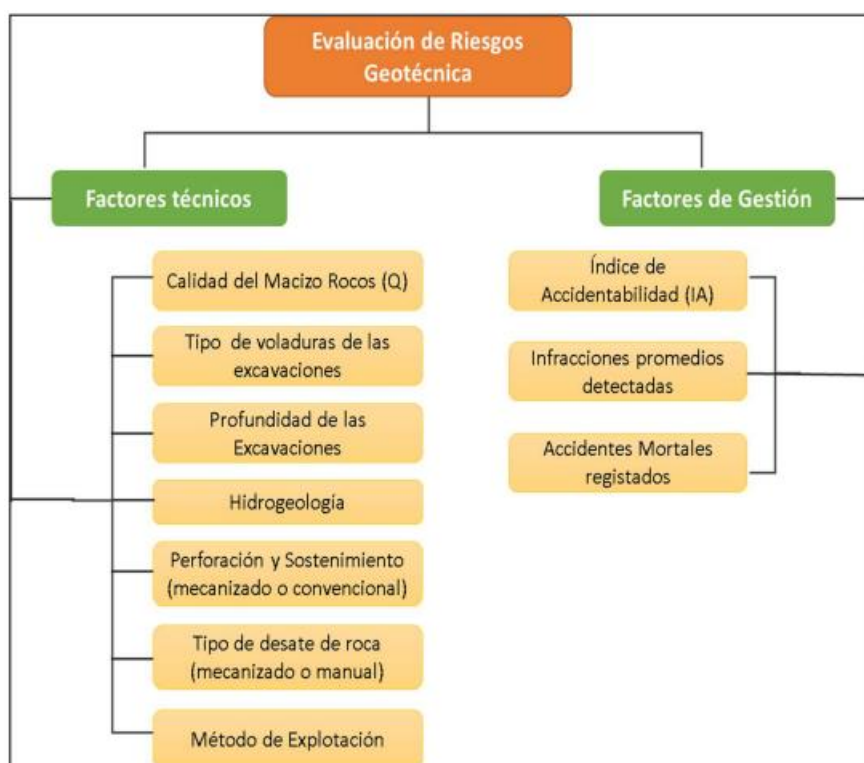 Evaluación de Riesgos
Geotécnica
Factores técnicos
Factores de Gestión
Calidad del Macizo Rocos (Q)
Tipo de voladuras de las
excavaciones
Profundidad de las
Excavaciones
Hidrogeología
Perforación y Sostenimiento
(mecanizado o convencional)
Tipo de desate de roca
(mecanizado o manual)
Método de Explotación
Índice de
Accidentabilidad (IA)
Infracciones promedios
detectadas
Accidentes Mortales
registados